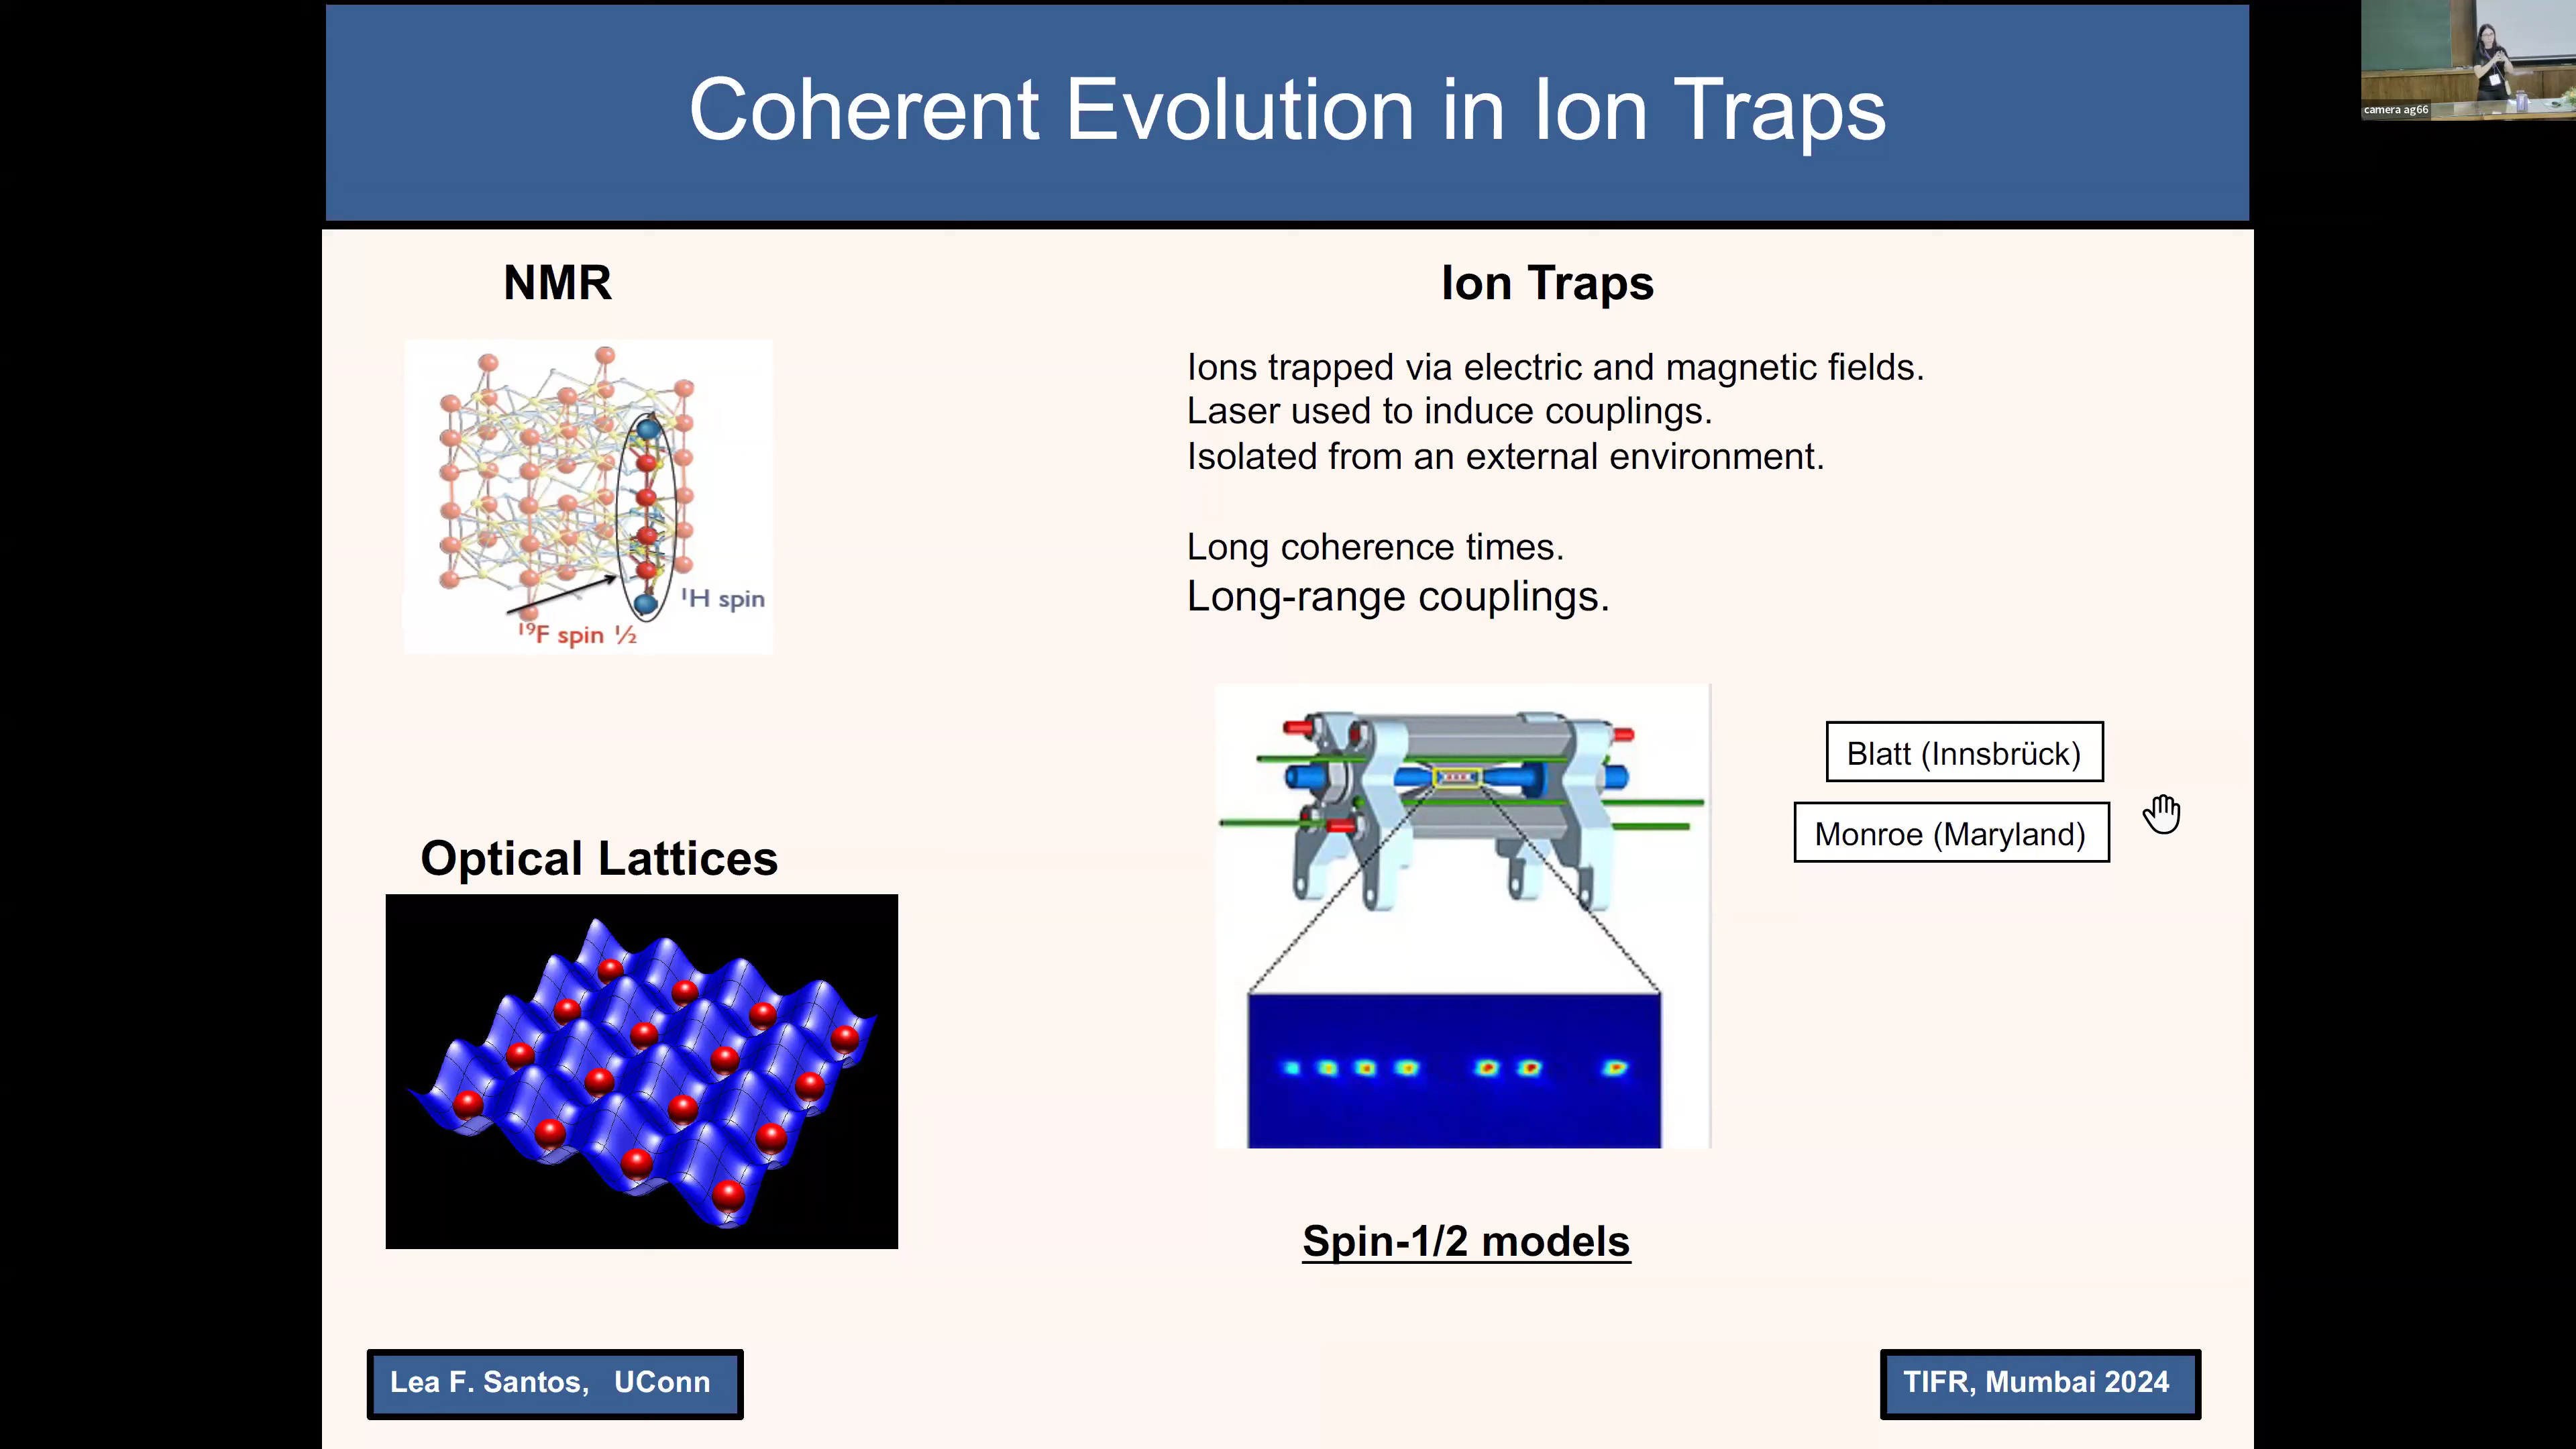 Coherent Evolution in Ion Traps
camera ag66
NMR
¹H spin
¹⁹F spin ½
Optical Lattices
Ion Traps
Ions trapped via electric and magnetic fields.
Laser used to induce couplings.
Isolated from an external environment.
Long coherence times.
Long-range couplings.
Blatt (Innsbrück)
Monroe (Maryland)
Spin-1/2 models
Lea F. Santos, UConn
TIFR, Mumbai 2024